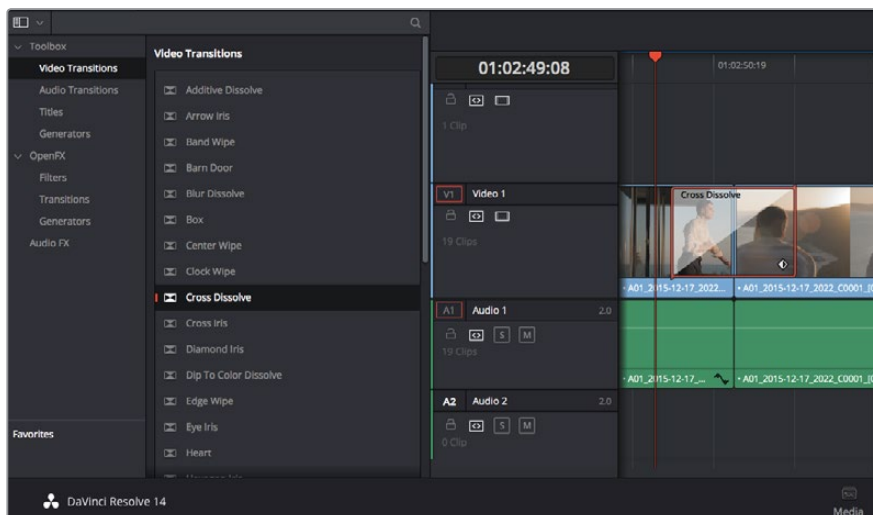 Toolbox
Video Transitions
Audio Transitions
Titles
Generators
OpenFX
Filters
Transitions
Generators
Audio FX
Favorites
Video Transitions
Additive Dissolve
Arrow Iris
Band Wipe
Barn Door
Blur Dissolve
Box
Center Wipe
Clock Wipe
Cross Dissolve
Cross Iris
Diamond Iris
Dip To Color Dissolve
Edge Wipe
Eye Iris
Heart
01:02:49:08
1 Clip
V1 Video 1
19 Clips
A1 Audio 1 2.0
S M
19 Clips
A2 Audio 2 2.0
S M
0 Clip
01:02:50:19
Cross Dissolve
• A01_2015-12-17_2022... • A01_2015-12-17_2022_C0001_[0
• A01_2015-12-17_... • A01_2015-12-17_2022_C0001_[0
DaVinci Resolve 14
Media